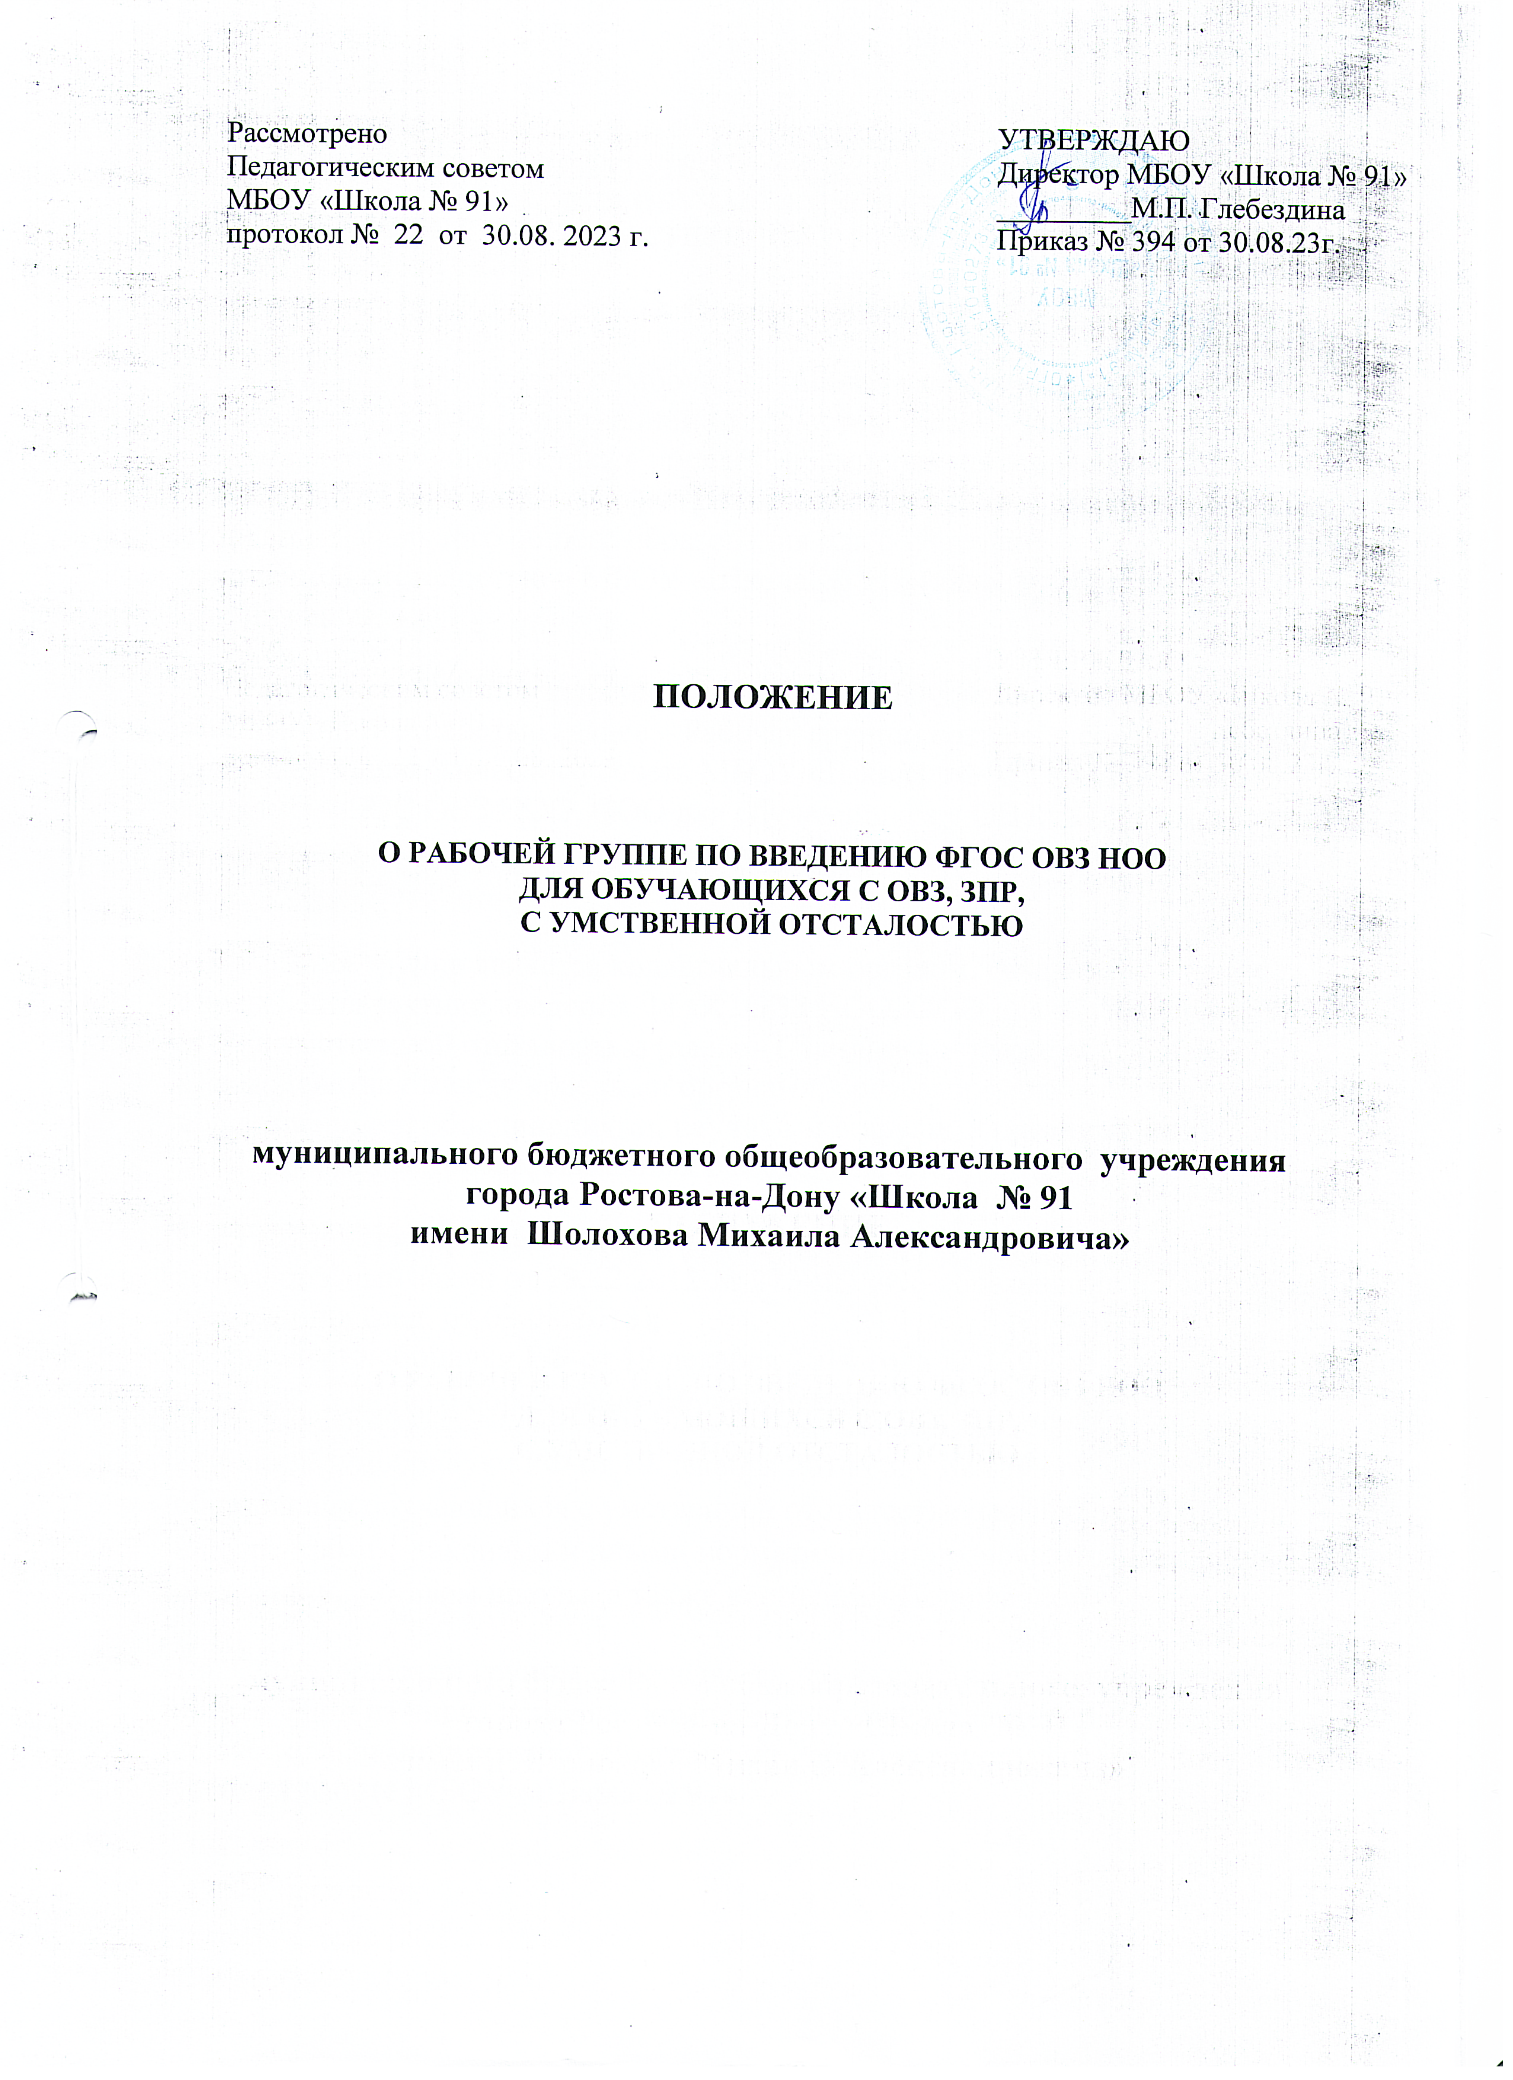 Рассмотрено
Педагогическим советом
МБОУ «Школа № 91»
протокол № 22 от 30.08. 2023 г.
УТВЕРЖДАЮ
Директор МБОУ «Школа № 91»
_________М.П. Глебездина
Приказ № 394 от 30.08.23г.
ПОЛОЖЕНИЕ
О РАБОЧЕЙ ГРУППЕ ПО ВВЕДЕНИЮ ФГОС ОВЗ НОО
ДЛЯ ОБУЧАЮЩИХСЯ С ОВЗ, ЗПР,
С УМСТВЕННОЙ ОТСТАЛОСТЬЮ
муниципального бюджетного общеобразовательного учреждения
города Ростова-на-Дону «Школа № 91
имени Шолохова Михаила Александровича»